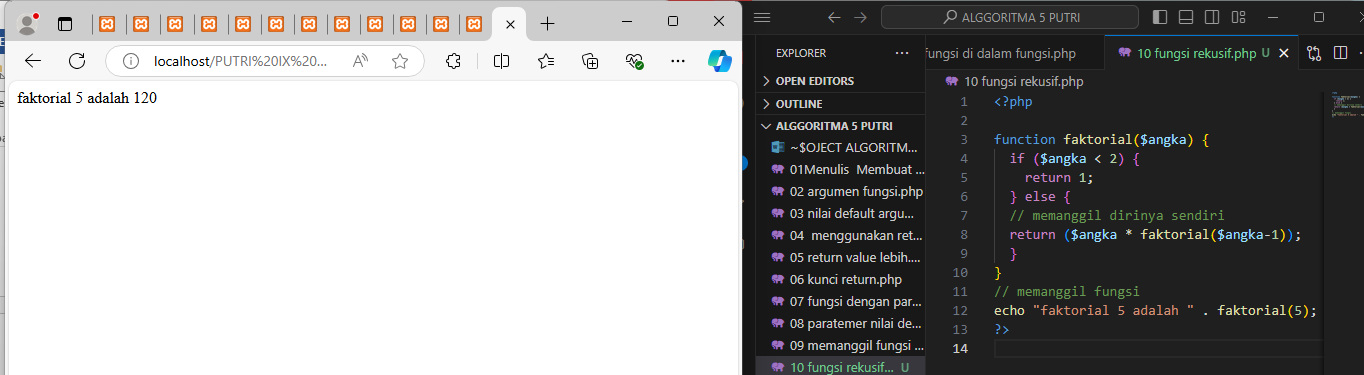 localhost/PUTRI%20IX%20...
faktorial 5 adalah 120
ALGGORITMA 5 PUTRI
EXPLORER
OPEN EDITORS
OUTLINE
ALGGORITMA 5 PUTRI
~$OJECT ALGORITM...
01Menulis Membuat ...
02 argumen fungsi.php
03 nilai default argu...
04 menggunakan ret...
05 return value lebih....
06 kunci return.php
07 fungsi dengan par...
08 paratemer nilai de...
09 memanggil fungsi ...
10 fungsi rekusif... U
fungsi di dalam fungsi.php
10 fungsi rekusif.php U
10 fungsi rekusif.php
1 <?php
2
3 function faktorial($angka) {
4 if ($angka < 2) {
5 return 1;
6 } else {
7 // memanggil dirinya sendiri
8 return ($angka * faktorial($angka-1));
9 }
10 }
11 // memanggil fungsi
12 echo "faktorial 5 adalah " . faktorial(5);
13 ?>
14